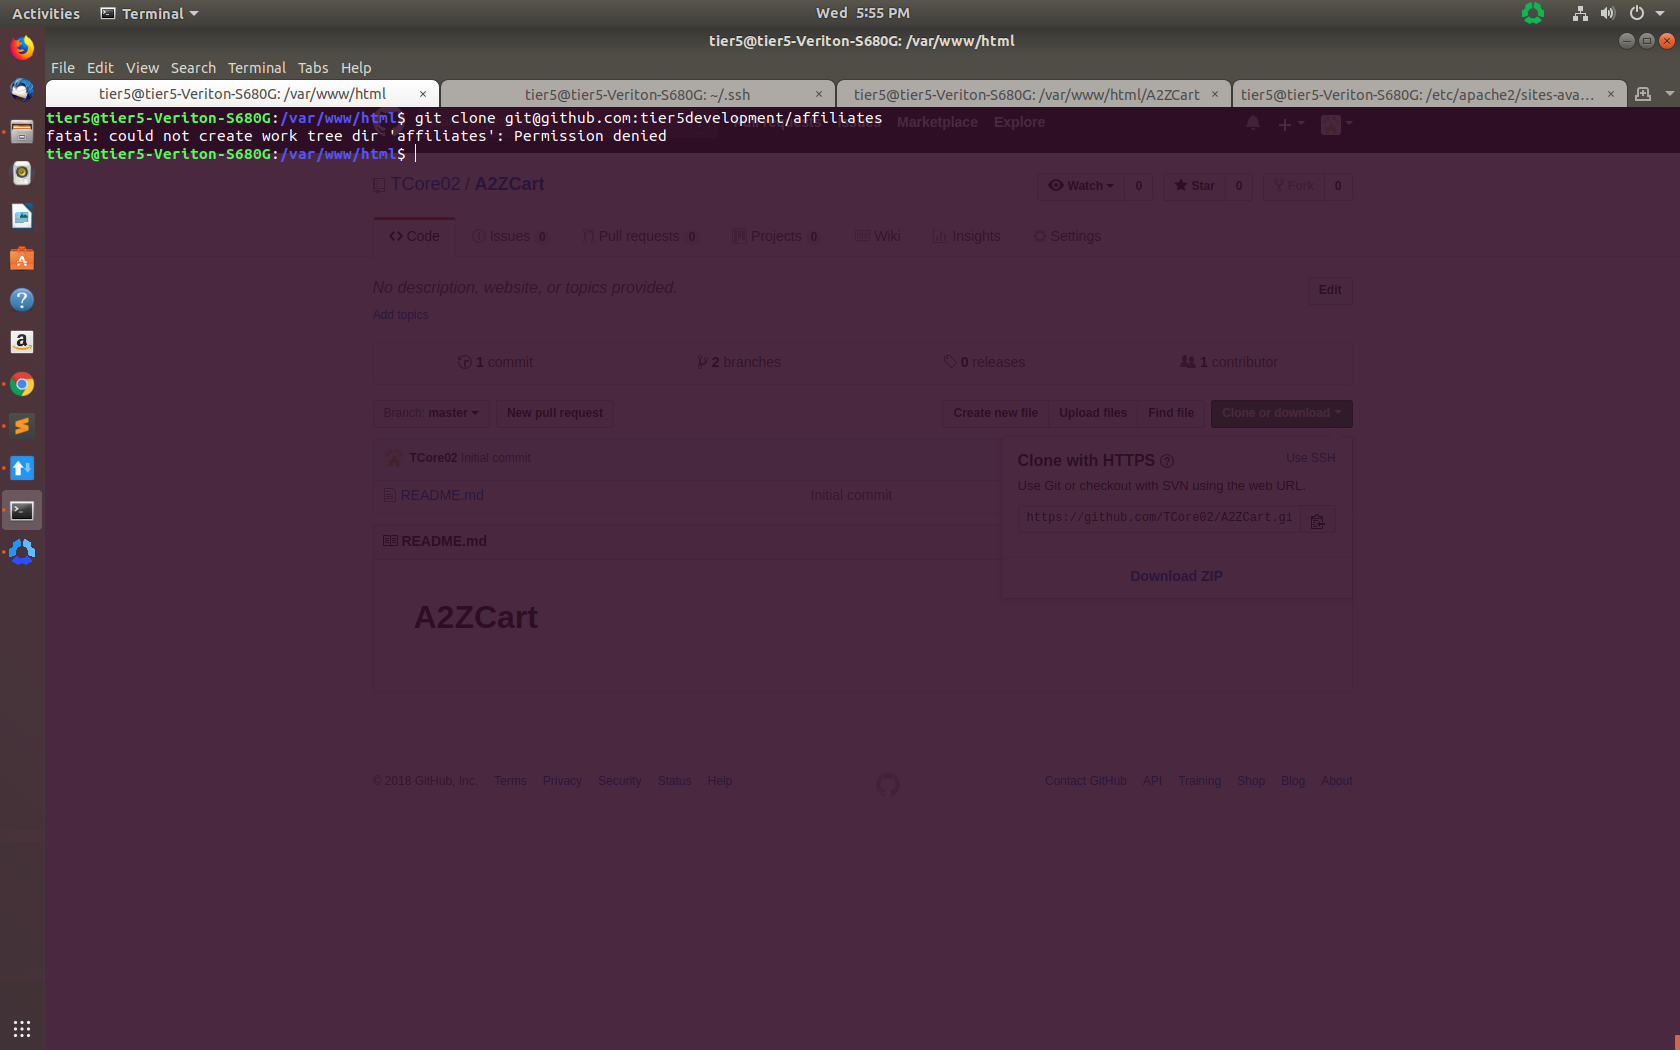 Activities Terminal Wed 5:55 PM
tier5@tier5-Veriton-S680G: /var/www/html
File Edit View Search Terminal Tabs Help
tier5@tier5-Veriton-S680G: /var/www/html × tier5@tier5-Veriton-S680G: ~/.ssh × tier5@tier5-Veriton-S680G: /var/www/html/A2ZCart × tier5@tier5-Veriton-S680G: /etc/apache2/sites-ava... ×
tier5@tier5-Veriton-S680G:/var/www/html$ git clone git@github.com:tier5development/affiliates
fatal: could not create work tree dir 'affiliates': Permission denied
tier5@tier5-Veriton-S680G:/var/www/html$
Marketplace Explore
TCore02 / A2ZCart Watch 0 Star 0 Fork 0
Code Issues 0 Pull requests 0 Projects 0 Wiki Insights Settings
No description, website, or topics provided. Edit
Add topics
1 commit 2 branches 0 releases 1 contributor
Branch: master New pull request Create new file Upload files Find file Clone or download
TCore02 Initial commit
Clone with HTTPS Use SSH
Use Git or checkout with SVN using the web URL.
README.md Initial commit
https://github.com/TCore02/A2ZCart.gi
README.md
Download ZIP
A2ZCart
© 2018 GitHub, Inc. Terms Privacy Security Status Help Contact GitHub API Training Shop Blog About